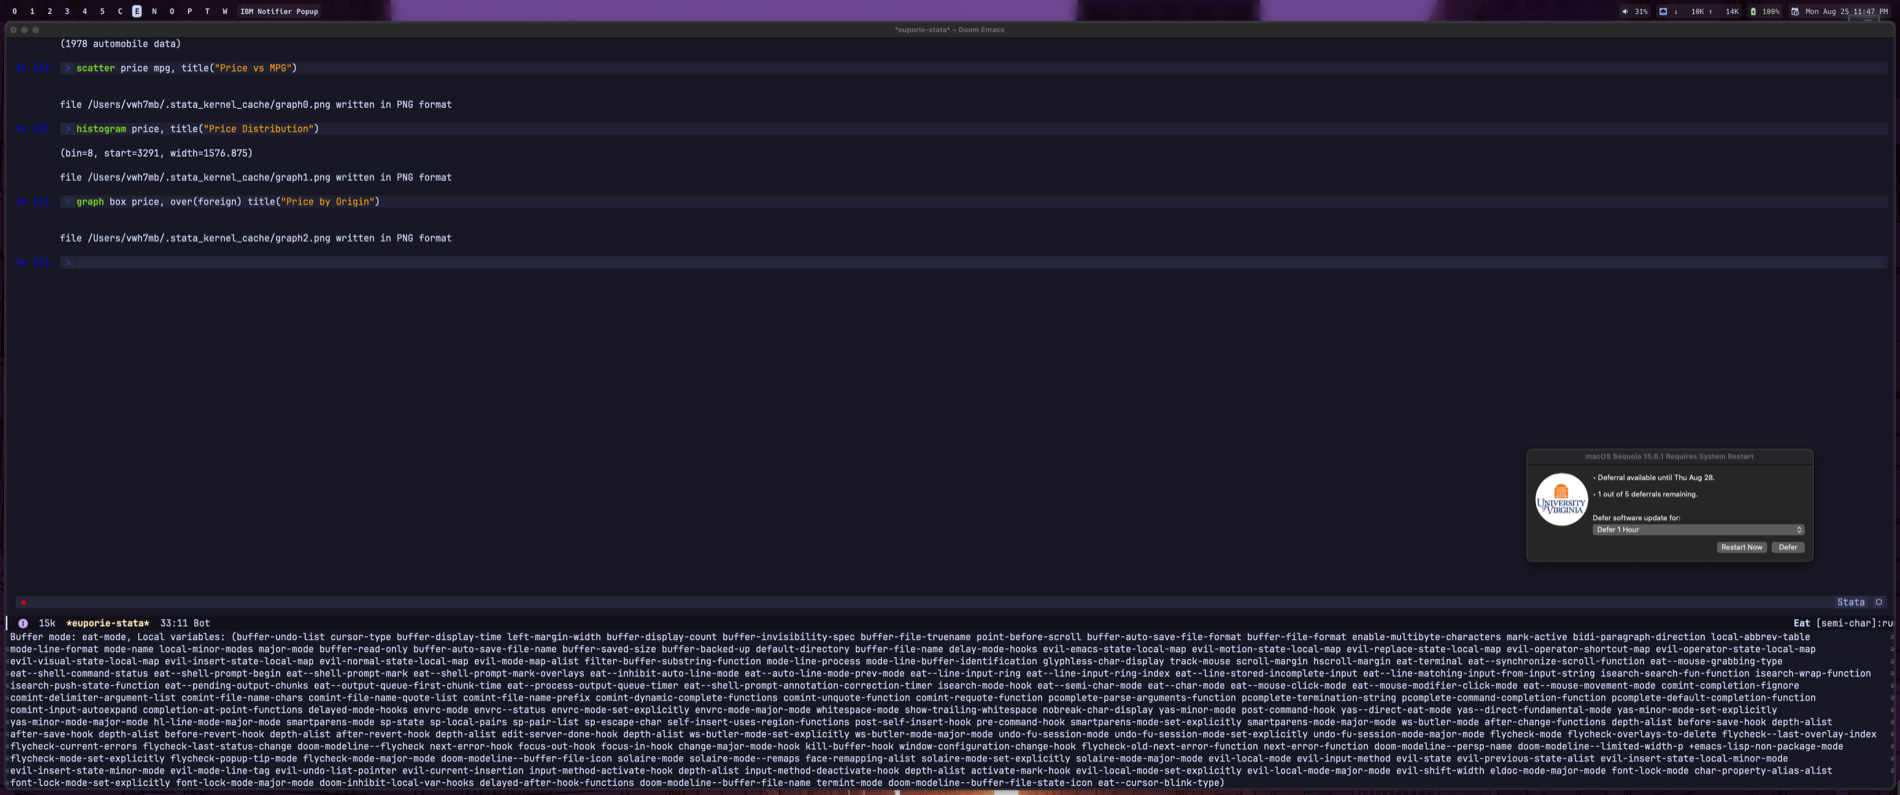 0 1 2 3 4 5 C E N O P T W IBM Notifier Popup
31% 10K ↑ 14K 100% Mon Aug 25 11:47 PM
*euporie-stata* – Doom Emacs
(1978 automobile data)
In [2] > scatter price mpg, title("Price vs MPG")
file /Users/vwh7mb/.stata_kernel_cache/graph0.png written in PNG format
In [3] > histogram price, title("Price Distribution")
(bin=8, start=3291, width=1576.875)
file /Users/vwh7mb/.stata_kernel_cache/graph1.png written in PNG format
In [4] > graph box price, over(foreign) title("Price by Origin")
file /Users/vwh7mb/.stata_kernel_cache/graph2.png written in PNG format
In [5] >
macOS Sequoia 15.6.1 Requires System Restart
• Deferral available until Thu Aug 28.
• 1 out of 5 deferrals remaining.
UNIVERSITY of VIRGINIA
Defer software update for:
Defer 1 Hour
Restart Now Defer
Stata
15k *euporie-stata* 33:11 Bot
Eat [semi-char]:ru
Buffer mode: eat-mode, Local variables: (buffer-undo-list cursor-type buffer-display-time left-margin-width buffer-display-count buffer-invisibility-spec buffer-file-truename point-before-scroll buffer-auto-save-file-format buffer-file-format enable-multibyte-characters mark-active bidi-paragraph-direction local-abbrev-table
mode-line-format mode-name local-minor-modes major-mode buffer-read-only buffer-auto-save-file-name buffer-saved-size buffer-backed-up default-directory buffer-file-name delay-mode-hooks evil-emacs-state-local-map evil-motion-state-local-map evil-replace-state-local-map evil-operator-shortcut-map evil-operator-state-local-map
evil-visual-state-local-map evil-insert-state-local-map evil-normal-state-local-map evil-mode-map-alist filter-buffer-substring-function mode-line-process mode-line-buffer-identification glyphless-char-display track-mouse scroll-margin hscroll-margin eat-terminal eat--synchronize-scroll-function eat--mouse-grabbing-type
eat--shell-command-status eat--shell-prompt-begin eat--shell-prompt-mark eat--shell-prompt-mark-overlays eat--inhibit-auto-line-mode eat--auto-line-mode-prev-mode eat--line-input-ring eat--line-input-ring-index eat--line-stored-incomplete-input eat--line-matching-input-from-input-string isearch-search-fun-function isearch-wrap-function
isearch-push-state-function eat--pending-output-chunks eat--output-queue-first-chunk-time eat--process-output-queue-timer eat--shell-prompt-annotation-correction-timer isearch-mode-hook eat--semi-char-mode eat--char-mode eat--mouse-click-mode eat--mouse-modifier-click-mode eat--mouse-movement-mode comint-completion-fignore
comint-delimiter-argument-list comint-file-name-chars comint-file-name-quote-list comint-file-name-prefix comint-dynamic-complete-functions comint-unquote-function comint-requote-function pcomplete-parse-arguments-function pcomplete-termination-string pcomplete-command-completion-function pcomplete-default-completion-function
comint-input-autoexpand completion-at-point-functions delayed-mode-hooks envrc-mode envrc--status envrc-mode-set-explicitly envrc-mode-major-mode whitespace-mode show-trailing-whitespace nobreak-char-display yas-minor-mode post-command-hook yas--direct-eat-mode yas--direct-fundamental-mode yas-minor-mode-set-explicitly
yas-minor-mode-major-mode hl-line-mode-major-mode smartparens-mode sp-state sp-local-pairs sp-pair-list sp-escape-char self-insert-uses-region-functions post-self-insert-hook pre-command-hook smartparens-mode-set-explicitly smartparens-mode-major-mode ws-butler-mode after-change-functions depth-alist before-save-hook depth-alist
after-save-hook depth-alist before-revert-hook depth-alist after-revert-hook depth-alist edit-server-done-hook depth-alist ws-butler-mode-set-explicitly ws-butler-mode-major-mode undo-fu-session-mode undo-fu-session-mode-set-explicitly undo-fu-session-mode-major-mode flycheck-mode flycheck-overlays-to-delete flycheck--last-overlay-index
flycheck-current-errors flycheck-last-status-change doom-modeline--flycheck next-error-hook focus-out-hook focus-in-hook change-major-mode-hook kill-buffer-hook window-configuration-change-hook flycheck-old-next-error-function next-error-function doom-modeline--persp-name doom-modeline--limited-width-p +emacs-lisp-non-package-mode
flycheck-mode-set-explicitly flycheck-popup-tip-mode flycheck-mode-major-mode doom-modeline--buffer-file-icon solaire-mode solaire-mode--remaps face-remapping-alist solaire-mode-set-explicitly solaire-mode-major-mode evil-local-mode evil-input-method evil-state evil-previous-state-alist evil-insert-state-local-minor-mode
evil-insert-state-minor-mode evil-mode-line-tag evil-undo-list-pointer evil-current-insertion input-method-activate-hook depth-alist input-method-deactivate-hook depth-alist activate-mark-hook evil-local-mode-set-explicitly evil-local-mode-major-mode evil-shift-width eldoc-mode-major-mode font-lock-mode char-property-alias-alist
font-lock-mode-set-explicitly font-lock-mode-major-mode doom-inhibit-local-var-hooks delayed-after-hook-functions doom-modeline--buffer-file-name termint-mode doom-modeline--buffer-file-state-icon eat--cursor-blink-type)